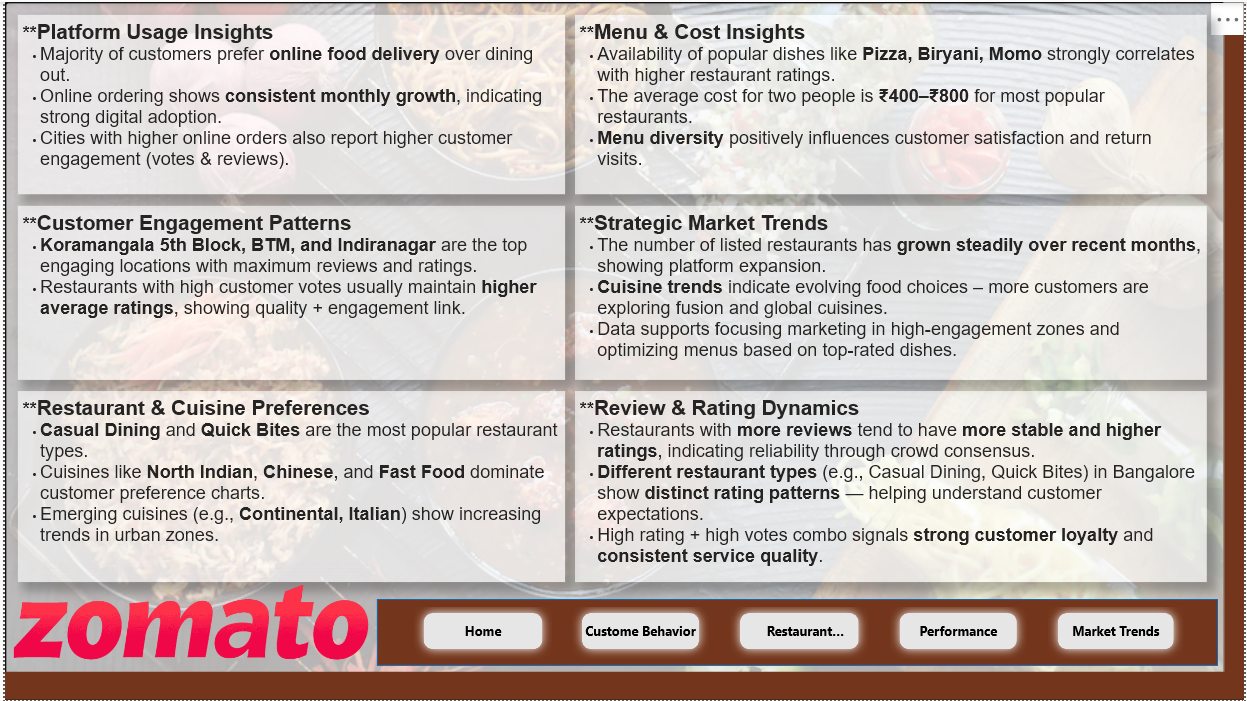 **Platform Usage Insights
• Majority of customers prefer online food delivery over dining
out.
• Online ordering shows consistent monthly growth, indicating
strong digital adoption.
• Cities with higher online orders also report higher customer
engagement (votes & reviews).
**Menu & Cost Insights
• Availability of popular dishes like Pizza, Biryani, Momo strongly correlates
with higher restaurant ratings.
• The average cost for two people is ₹400–₹800 for most popular
restaurants.
• Menu diversity positively influences customer satisfaction and return
visits.
**Customer Engagement Patterns
• Koramangala 5th Block, BTM, and Indiranagar are the top
engaging locations with maximum reviews and ratings.
• Restaurants with high customer votes usually maintain higher
average ratings, showing quality + engagement link.
**Strategic Market Trends
• The number of listed restaurants has grown steadily over recent months,
showing platform expansion.
• Cuisine trends indicate evolving food choices – more customers are
exploring fusion and global cuisines.
• Data supports focusing marketing in high-engagement zones and
optimizing menus based on top-rated dishes.
**Restaurant & Cuisine Preferences
• Casual Dining and Quick Bites are the most popular restaurant
types.
• Cuisines like North Indian, Chinese, and Fast Food dominate
customer preference charts.
• Emerging cuisines (e.g., Continental, Italian) show increasing
trends in urban zones.
**Review & Rating Dynamics
• Restaurants with more reviews tend to have more stable and higher
ratings, indicating reliability through crowd consensus.
• Different restaurant types (e.g., Casual Dining, Quick Bites) in Bangalore
show distinct rating patterns — helping understand customer
expectations.
• High rating + high votes combo signals strong customer loyalty and
consistent service quality.
zomato
Home
Custome Behavior
Restaurant...
Performance
Market Trends